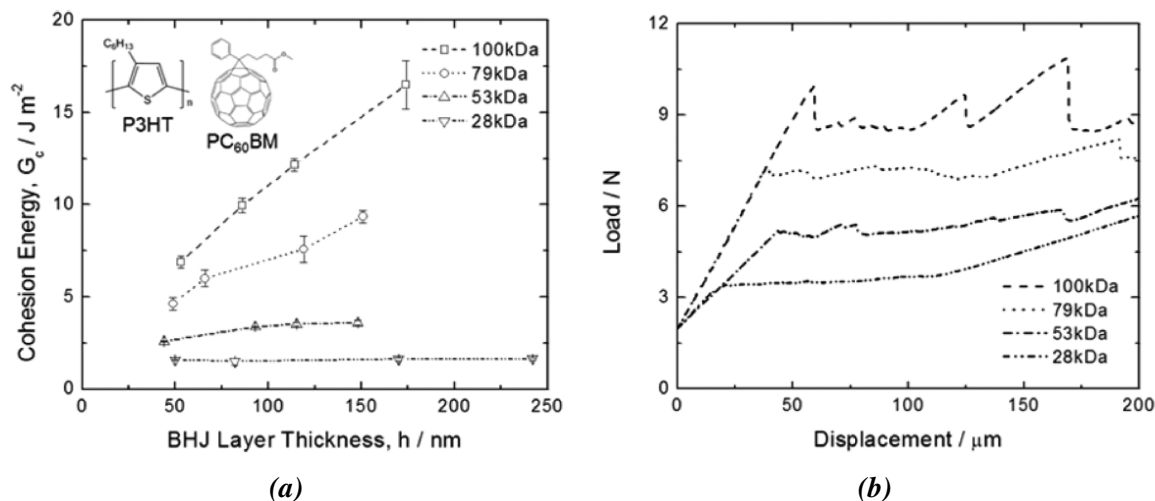 20
15
10
5
0
Cohesion Energy, G_c / J m⁻²
C₆H₁₃
S
n
P3HT
O
O
PC₆₀BM
100kDa
79kDa
53kDa
28kDa
0 50 100 150 200 250
BHJ Layer Thickness, h / nm
(a)
12
9
6
3
0
Load / N
100kDa
79kDa
53kDa
28kDa
0 50 100 150 200
Displacement / μm
(b)